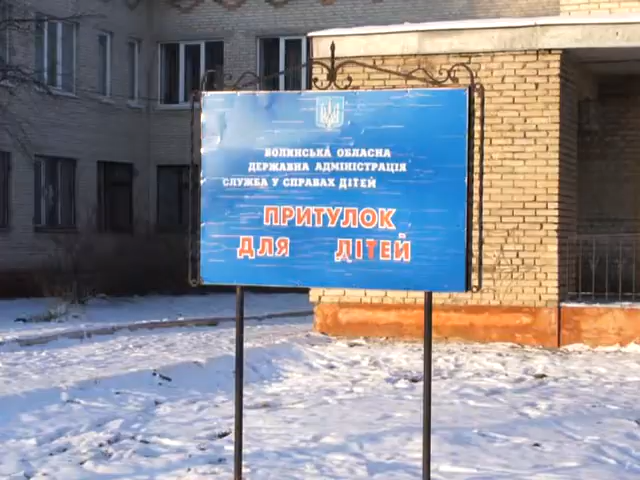 ВОЛИНСЬКА ОБЛАСНА
ДЕРЖАВНА АДМІНІСТРАЦІЯ
СЛУЖБА У СПРАВАХ ДІТЕЙ
ПРИТУЛОК
ДЛЯ ДІТЕЙ